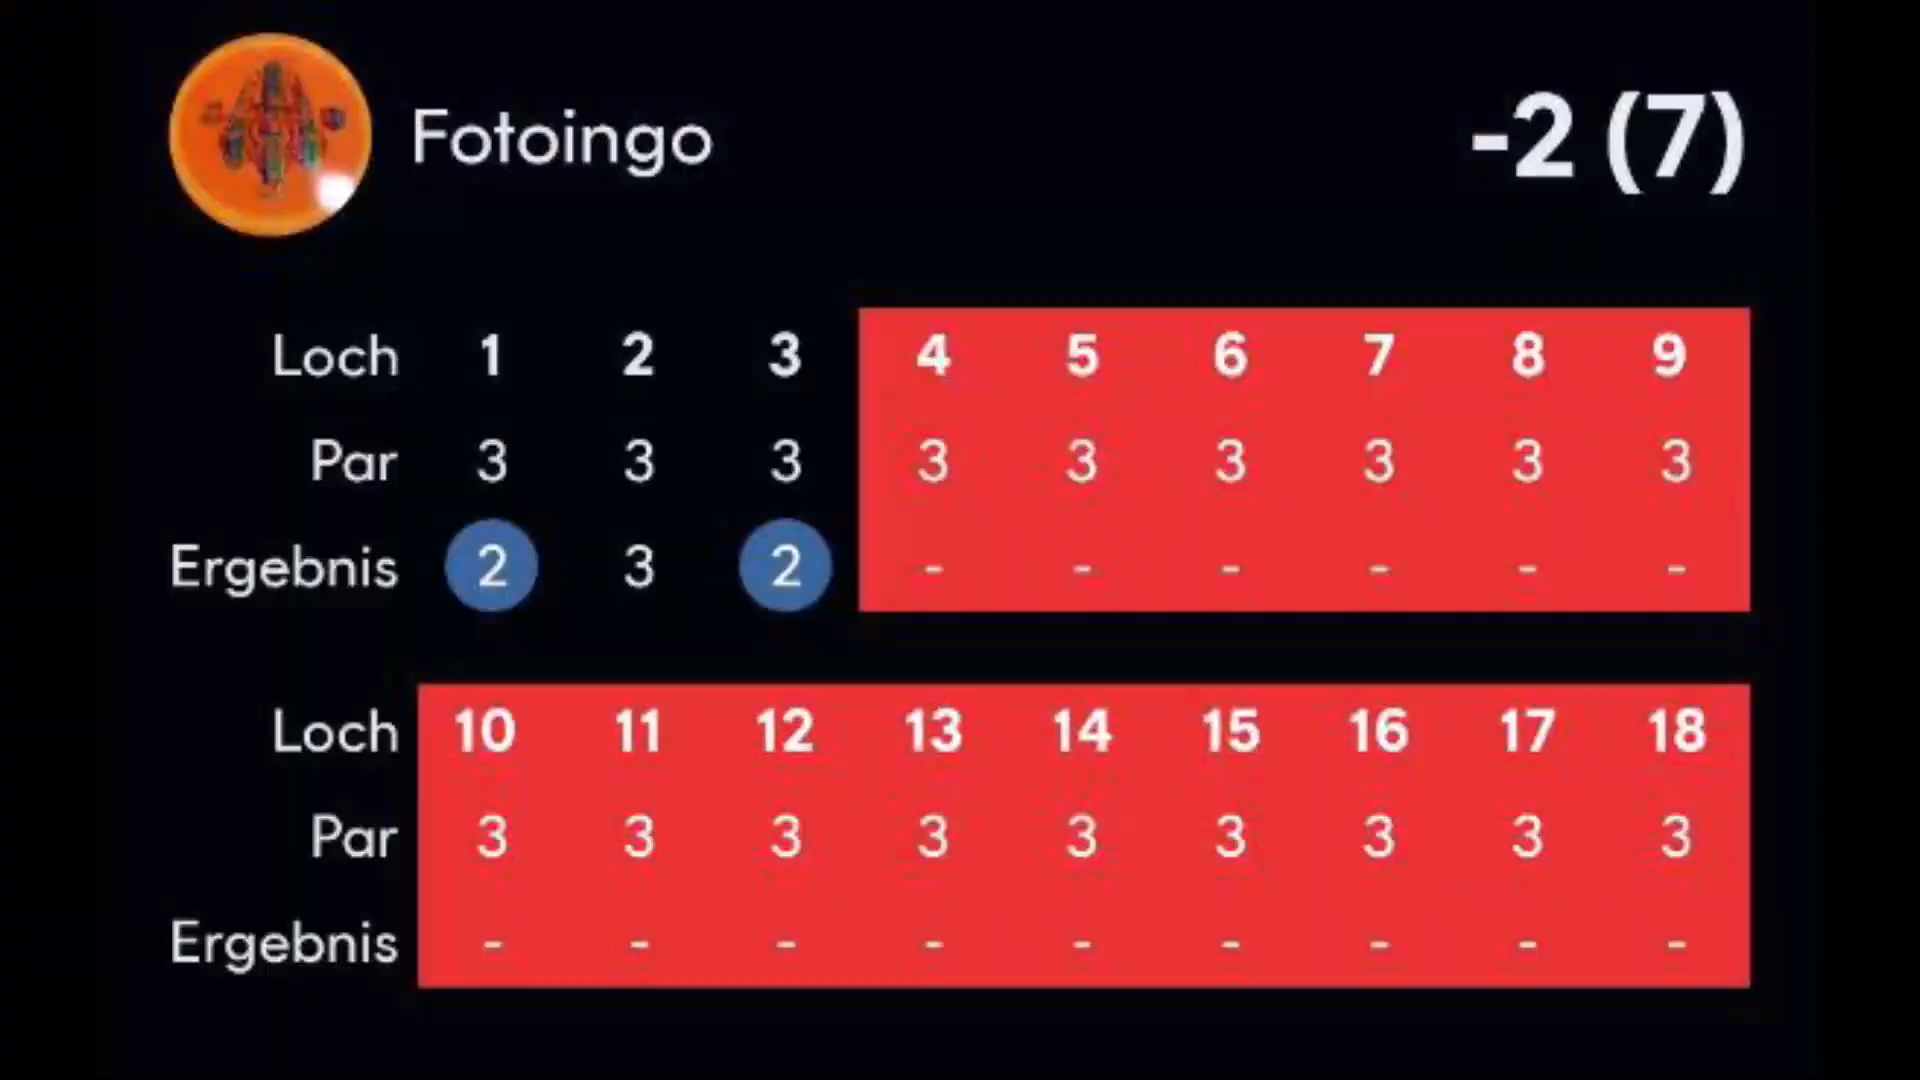 Fotoingo -2 (7)
Loch 1 2 3 4 5 6 7 8 9
Par 3 3 3 3 3 3 3 3 3
Ergebnis 2 3 2 - - - - - -
Loch 10 11 12 13 14 15 16 17 18
Par 3 3 3 3 3 3 3 3 3
Ergebnis - - - - - - - - -